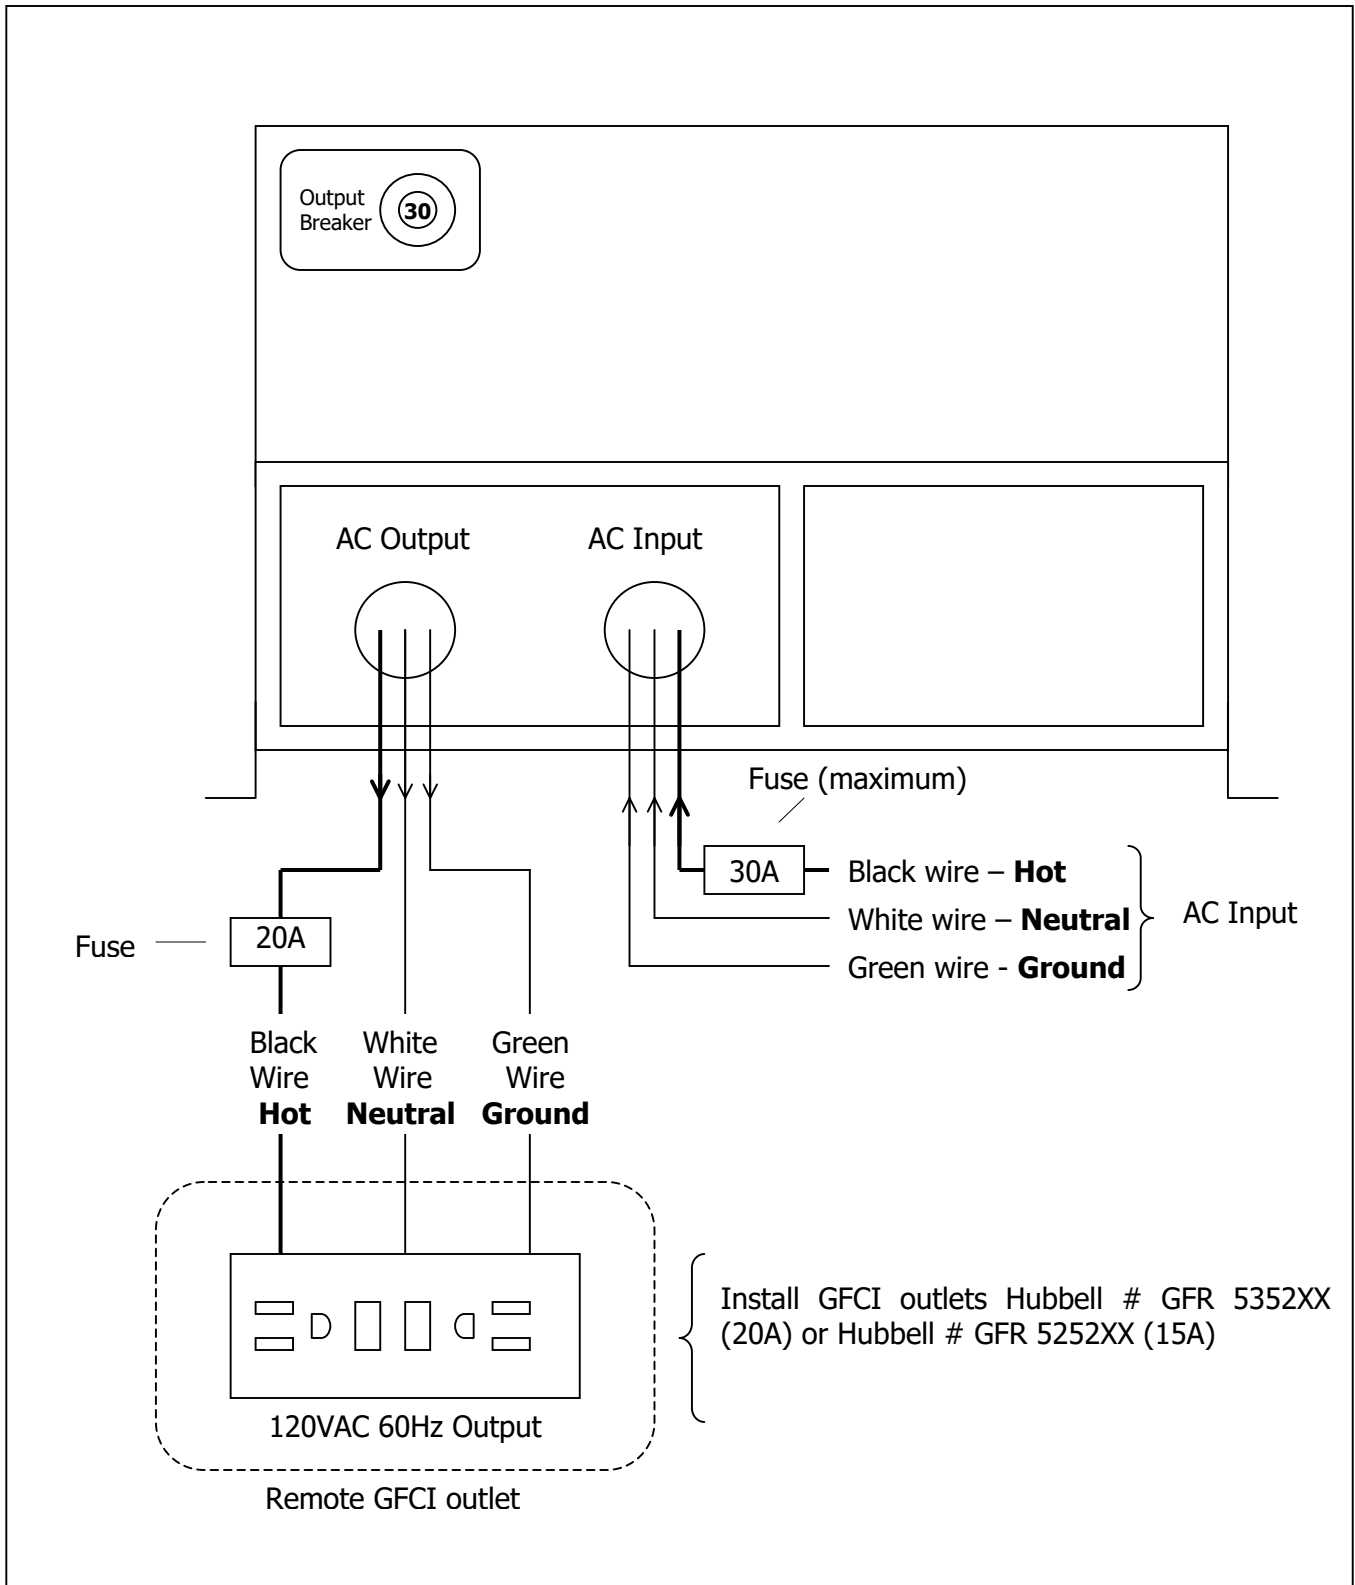 Output
Breaker
30
AC Output
AC Input
Fuse (maximum)
30A
Black wire – Hot
White wire – Neutral
Green wire - Ground
AC Input
Fuse
20A
Black
Wire
Hot
White
Wire
Neutral
Green
Wire
Ground
Install GFCI outlets Hubbell # GFR 5352XX
(20A) or Hubbell # GFR 5252XX (15A)
120VAC 60Hz Output
Remote GFCI outlet